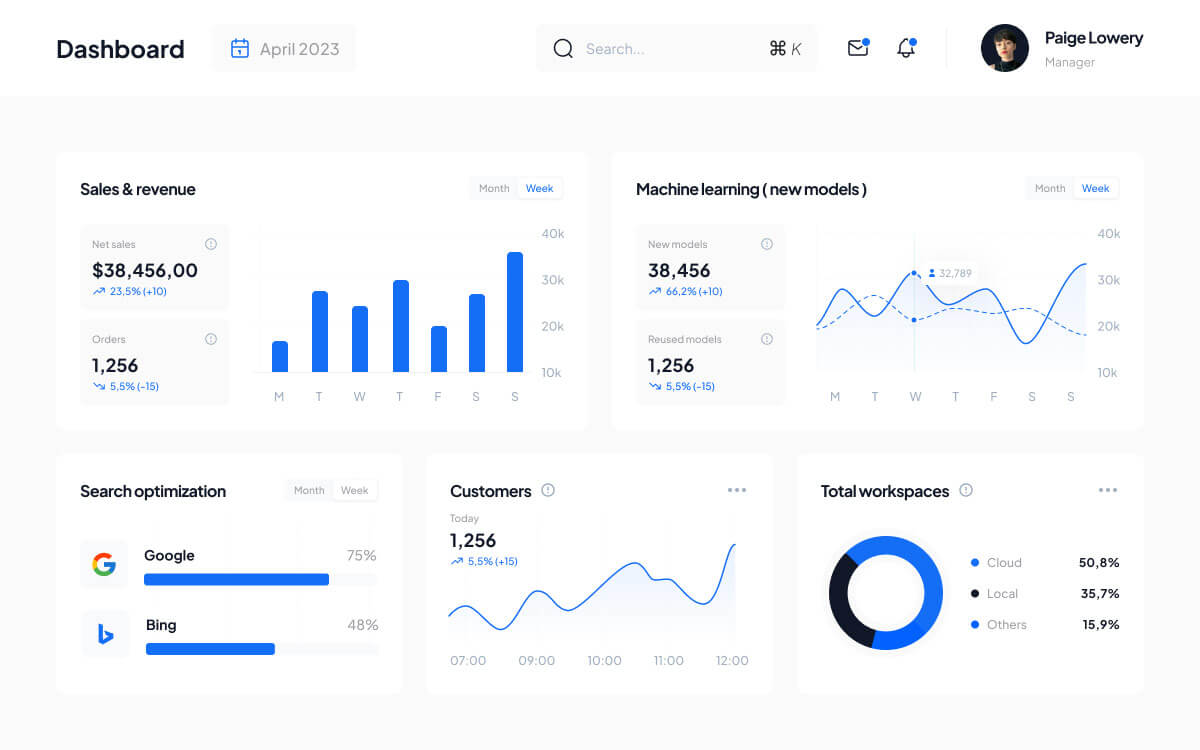 Dashboard
April 2023
Search...
⌘ K
Paige Lowery
Manager
Sales & revenue
Month Week
Net sales
$38,456,00
23,5% (+10)
Orders
1,256
5,5% (-15)
40k
30k
20k
10k
M T W T F S S
Machine learning ( new models )
Month Week
New models
38,456
66,2% (+10)
Reused models
1,256
5,5% (-15)
32,789
40k
30k
20k
10k
M T W T F S S
Search optimization
Month Week
Google 75%
Bing 48%
Customers
Today
1,256
5,5% (+15)
07:00 09:00 10:00 11:00 12:00
Total workspaces
Cloud 50,8%
Local 35,7%
Others 15,9%